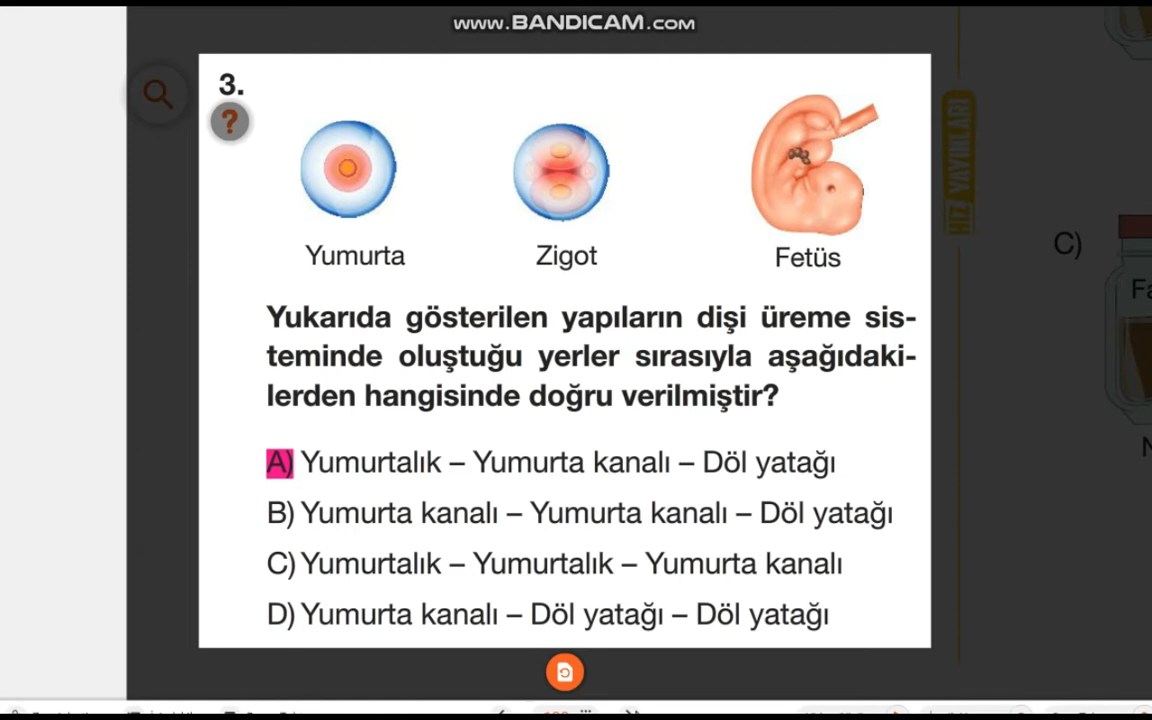 www.BANDICAM.com
3.
?
Yumurta
Zigot
Fetüs
Yukarıda gösterilen yapıların dişi üreme sis-
teminde oluştuğu yerler sırasıyla aşağıdaki-
lerden hangisinde doğru verilmiştir?
A) Yumurtalık – Yumurta kanalı – Döl yatağı
B) Yumurta kanalı – Yumurta kanalı – Döl yatağı
C) Yumurtalık – Yumurtalık – Yumurta kanalı
D) Yumurta kanalı – Döl yatağı – Döl yatağı
HIZ YAYINLARI
C)